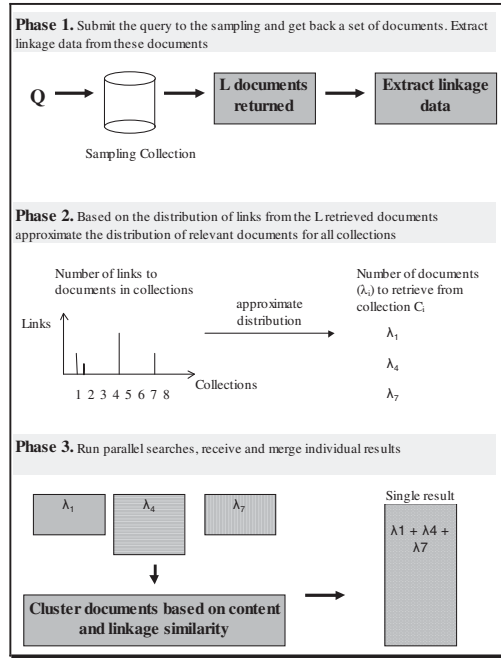 Phase 1. Submit the query to the sampling and get back a set of documents. Extract
linkage data from these documents
Q
L documents
returned
Extract linkage
data
Sampling Collection
Phase 2. Based on the distribution of links from the L retrieved documents
approximate the distribution of relevant documents for all collections
Number of links to
documents in collections
Links
1 2 3 4 5 6 7 8
Collections
approximate
distribution
Number of documents
(λi) to retrieve from
collection Ci
λ1
λ4
λ7
Phase 3. Run parallel searches, receive and merge individual results
λ1
λ4
λ7
Cluster documents based on content
and linkage similarity
Single result
λ1 + λ4 +
λ7